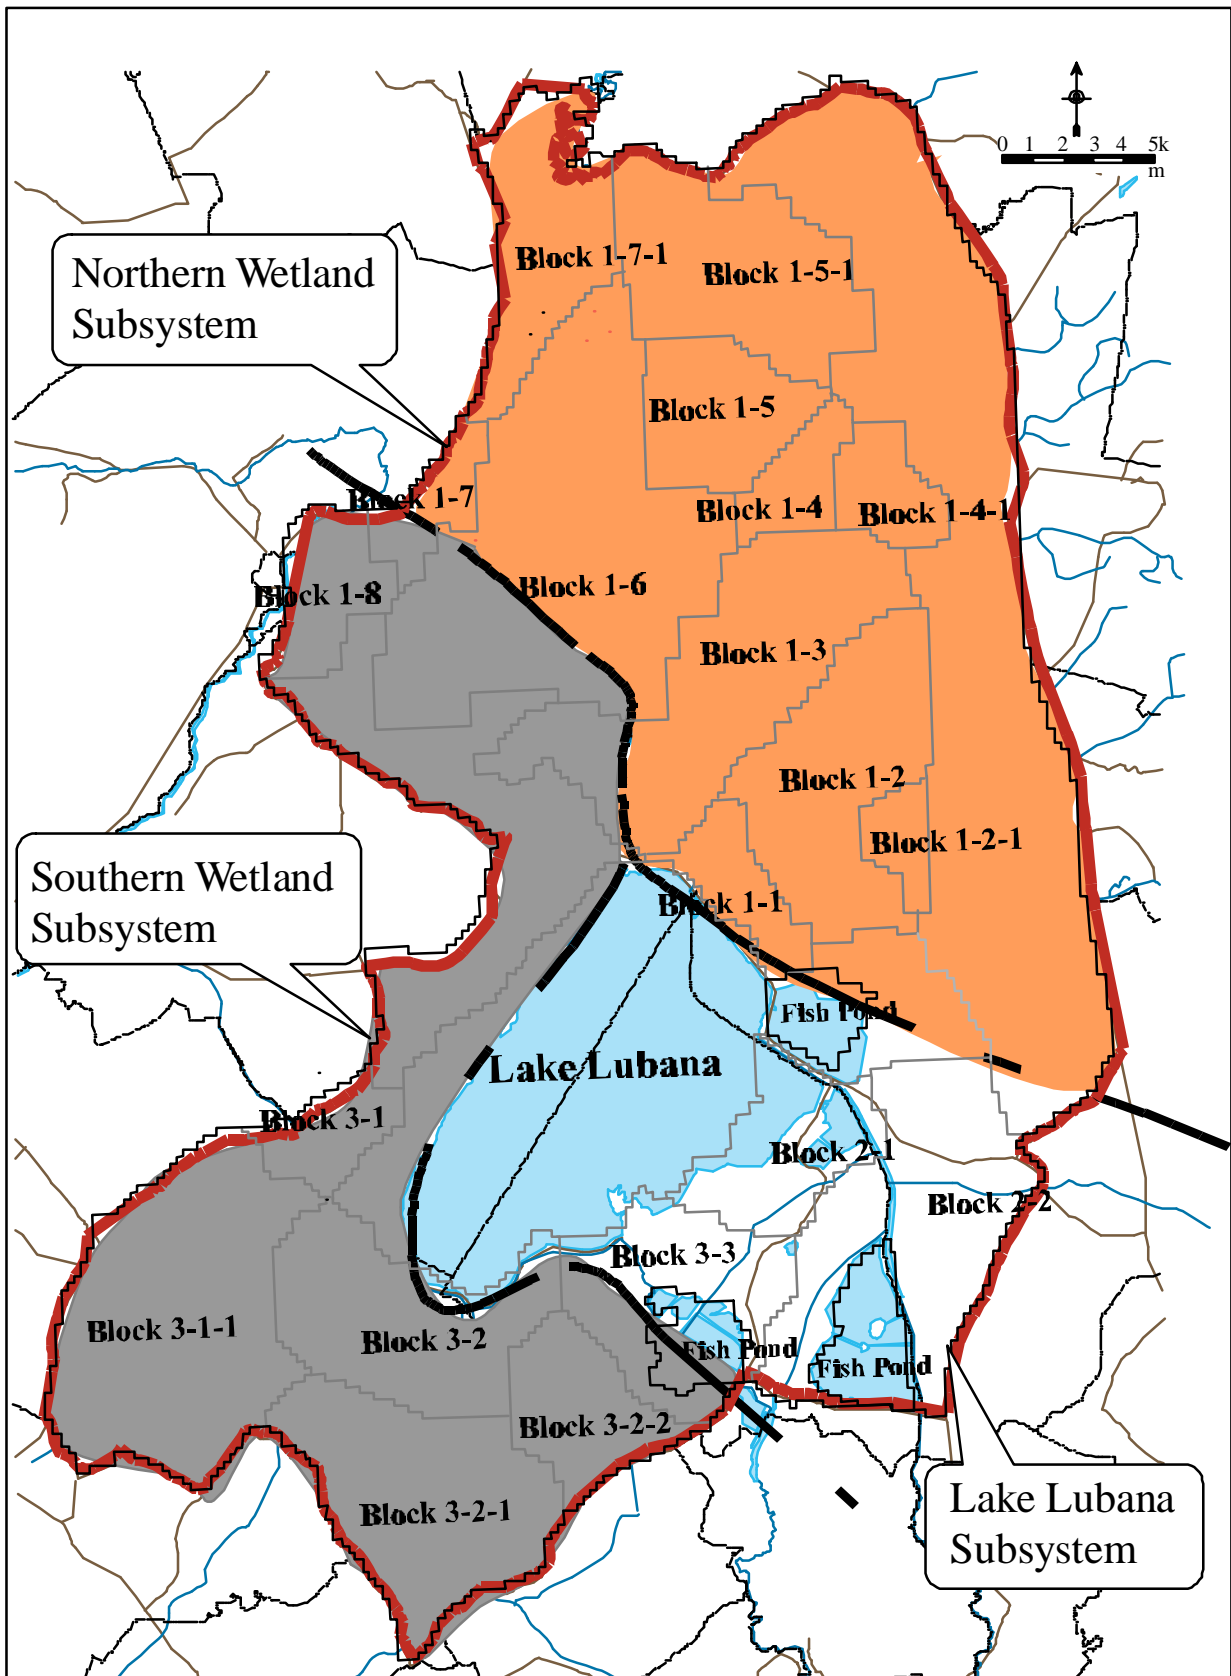 0 1 2 3 4 5k
m
Northern Wetland
Subsystem
Block 1-7-1
Block 1-5-1
Block 1-5
Block 1-7
Block 1-4
Block 1-4-1
Block 1-8
Block 1-6
Block 1-3
Block 1-2
Block 1-2-1
Southern Wetland
Subsystem
Block 1-1
Fish Pond
Lake Lubana
Block 3-1
Block 2-1
Block 2-2
Block 3-3
Block 3-1-1
Block 3-2
Fish Pond
Fish Pond
Block 3-2-2
Block 3-2-1
Lake Lubana
Subsystem